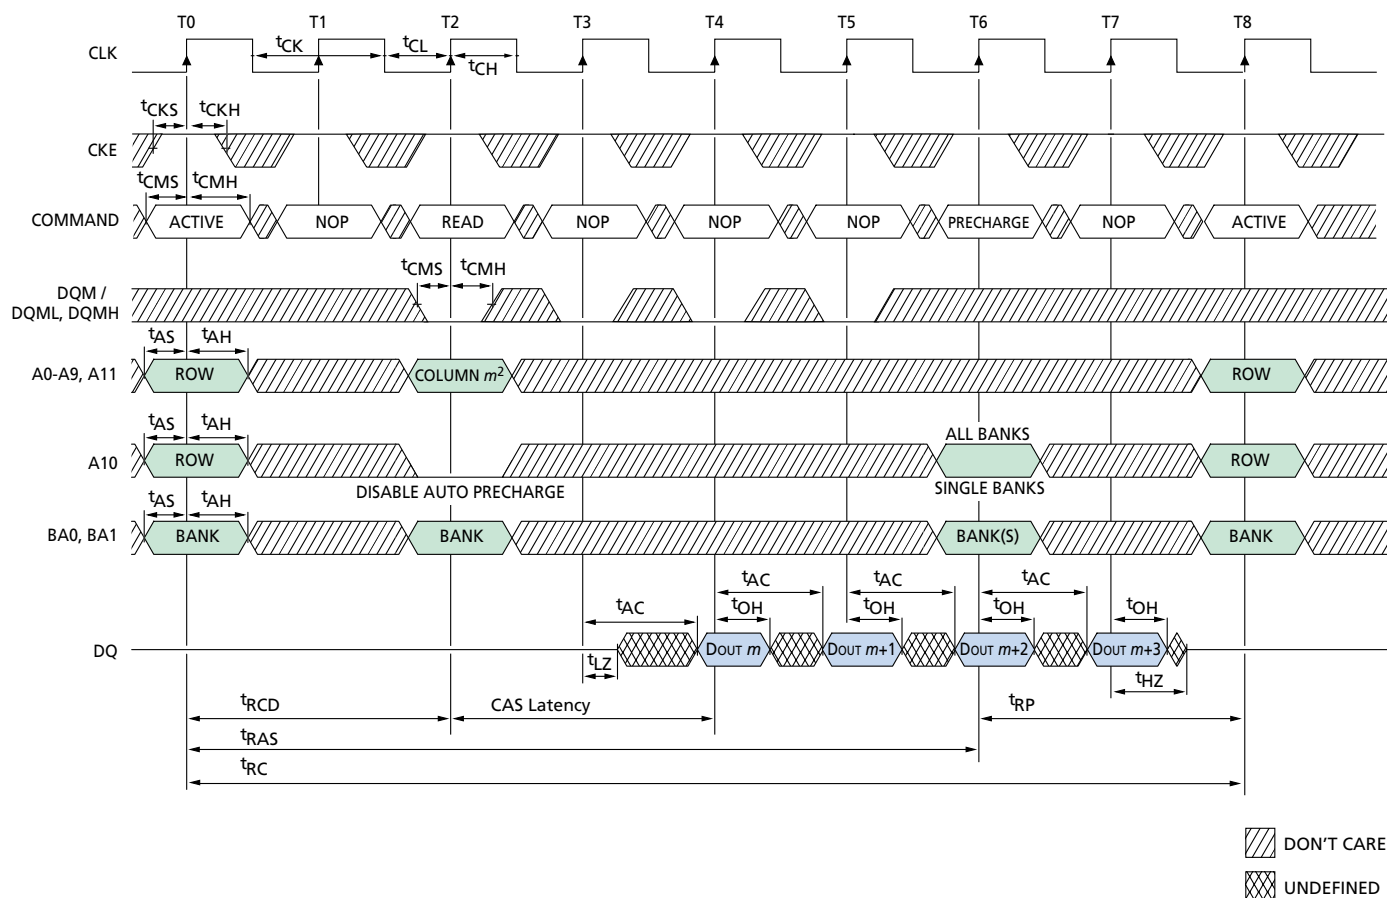 T0 T1 T2 T3 T4 T5 T6 T7 T8
CLK
tCK tCL
tCH
tCKS tCKH
CKE
tCMS tCMH
COMMAND ACTIVE NOP READ NOP NOP NOP PRECHARGE NOP ACTIVE
tCMS tCMH
DQM /
DQML, DQMH
tAS tAH
A0-A9, A11 ROW COLUMN m2 ROW
tAS tAH
ALL BANKS
A10 ROW ROW
DISABLE AUTO PRECHARGE SINGLE BANKS
tAS tAH
BA0, BA1 BANK BANK BANK(S) BANK
tAC tAC tAC
tAC tOH tOH tOH tOH
DQ DOUT m DOUT m+1 DOUT m+2 DOUT m+3
tLZ tHZ
tRCD CAS Latency tRP
tRAS
tRC
DON'T CARE
UNDEFINED